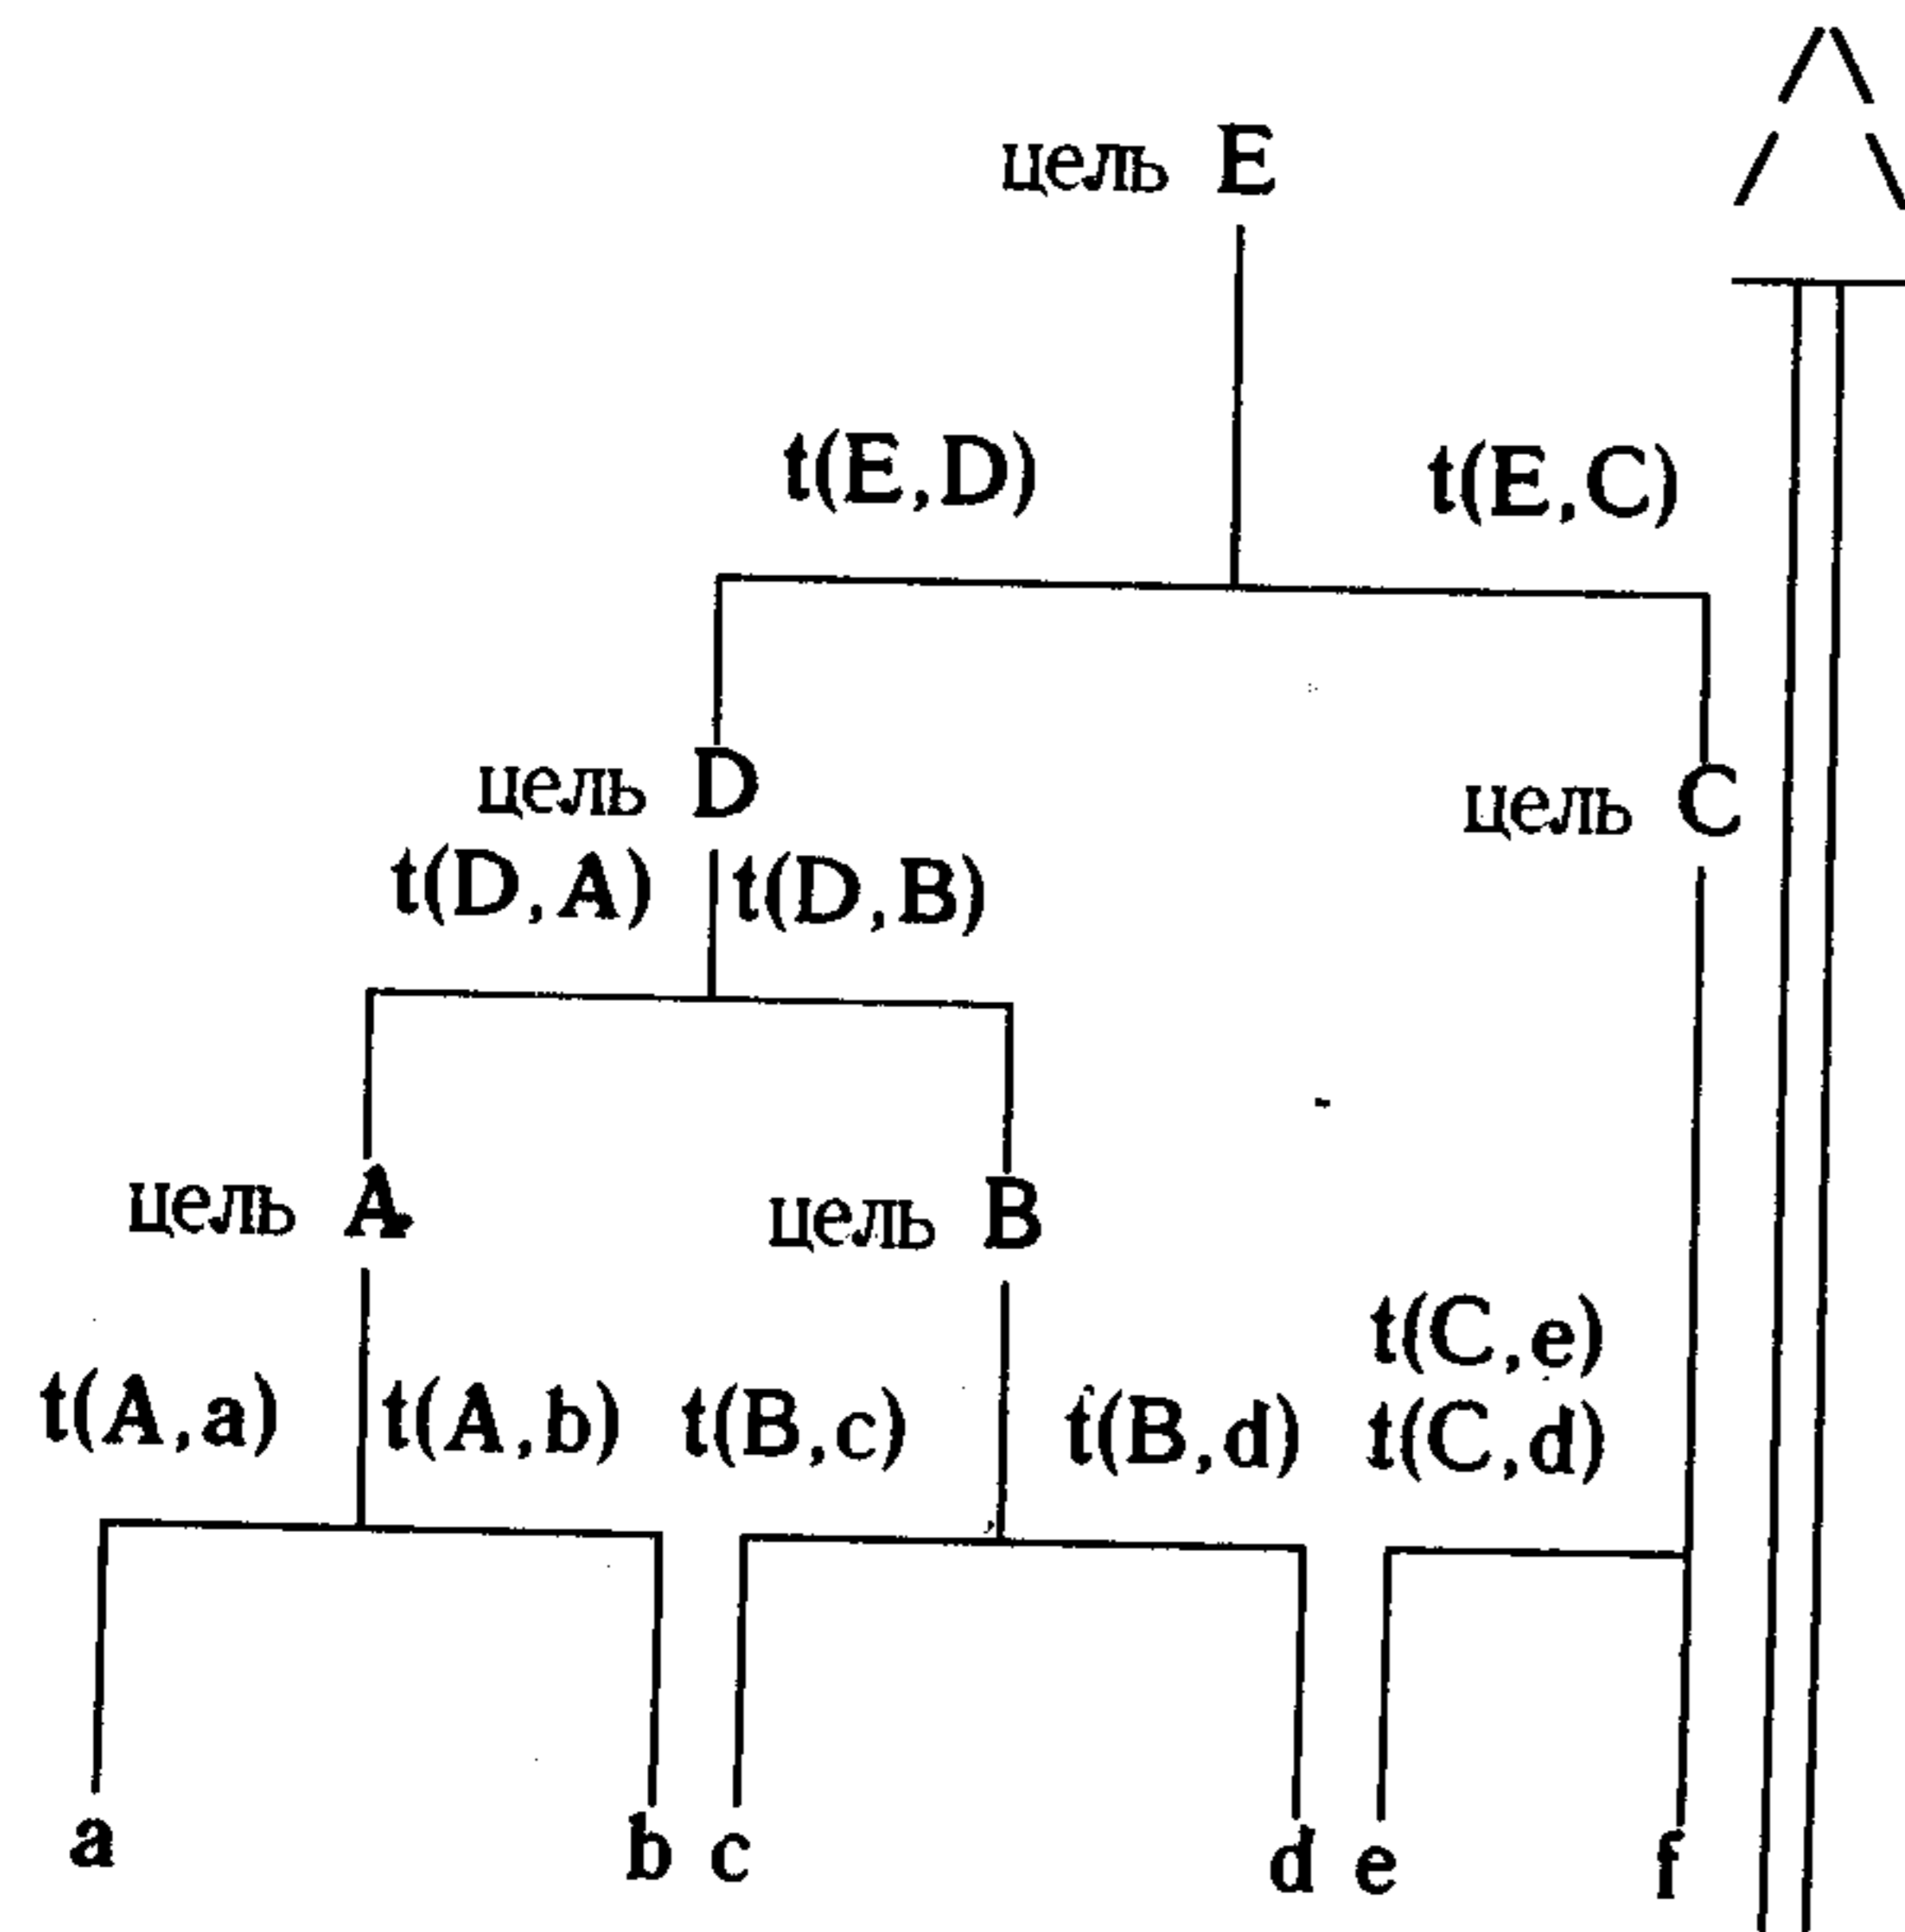 цель E
t(E,D) t(E,C)
цель D цель C
t(D,A) t(D,B)
цель A цель B
t(C,e)
t(A,a) t(A,b) t(B,c) t(B,d) t(C,d)
a b c d e f